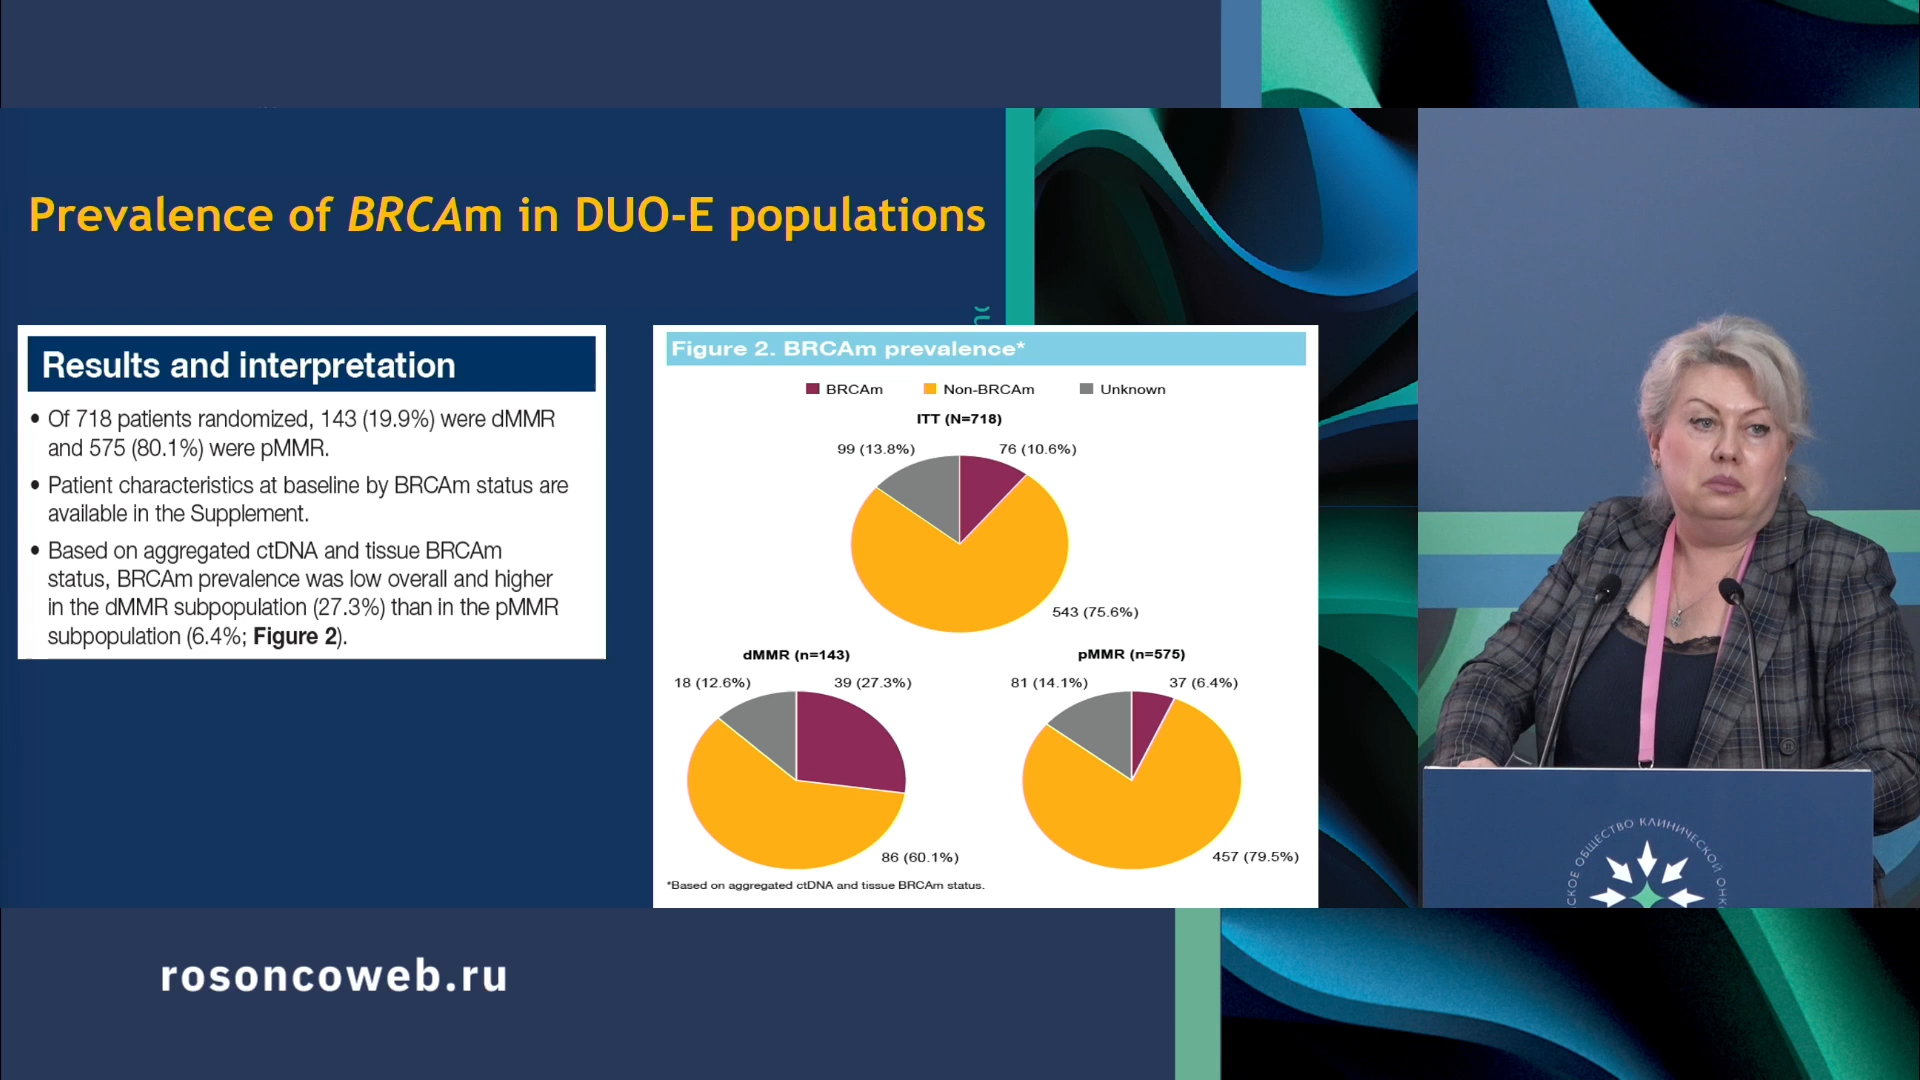 Prevalence of BRCAm in DUO-E populations
Results and interpretation
• Of 718 patients randomized, 143 (19.9%) were dMMR
and 575 (80.1%) were pMMR.
• Patient characteristics at baseline by BRCAm status are
available in the Supplement.
• Based on aggregated ctDNA and tissue BRCAm
status, BRCAm prevalence was low overall and higher
in the dMMR subpopulation (27.3%) than in the pMMR
subpopulation (6.4%; Figure 2).
Figure 2. BRCAm prevalence*
BRCAm Non-BRCAm Unknown
ITT (N=718)
99 (13.8%) 76 (10.6%)
543 (75.6%)
dMMR (n=143) pMMR (n=575)
18 (12.6%) 39 (27.3%) 81 (14.1%) 37 (6.4%)
86 (60.1%) 457 (79.5%)
*Based on aggregated ctDNA and tissue BRCAm status.
ОБЩЕСТВО КЛИНИЧЕСКОЙ
rosoncoweb.ru